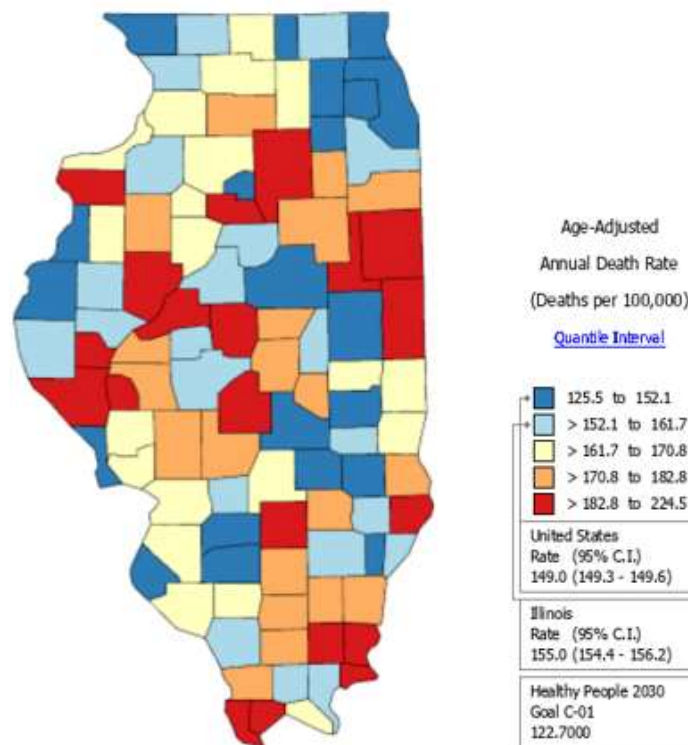 Age-Adjusted
Annual Death Rate
(Deaths per 100,000)
Quantile Interval
125.5 to 152.1
> 152.1 to 161.7
> 161.7 to 170.8
> 170.8 to 182.8
> 182.8 to 224.5
United States
Rate (95% C.I.)
149.0 (149.3 - 149.6)
Illinois
Rate (95% C.I.)
155.0 (154.4 - 156.2)
Healthy People 2030
Goal C-01
122.7000